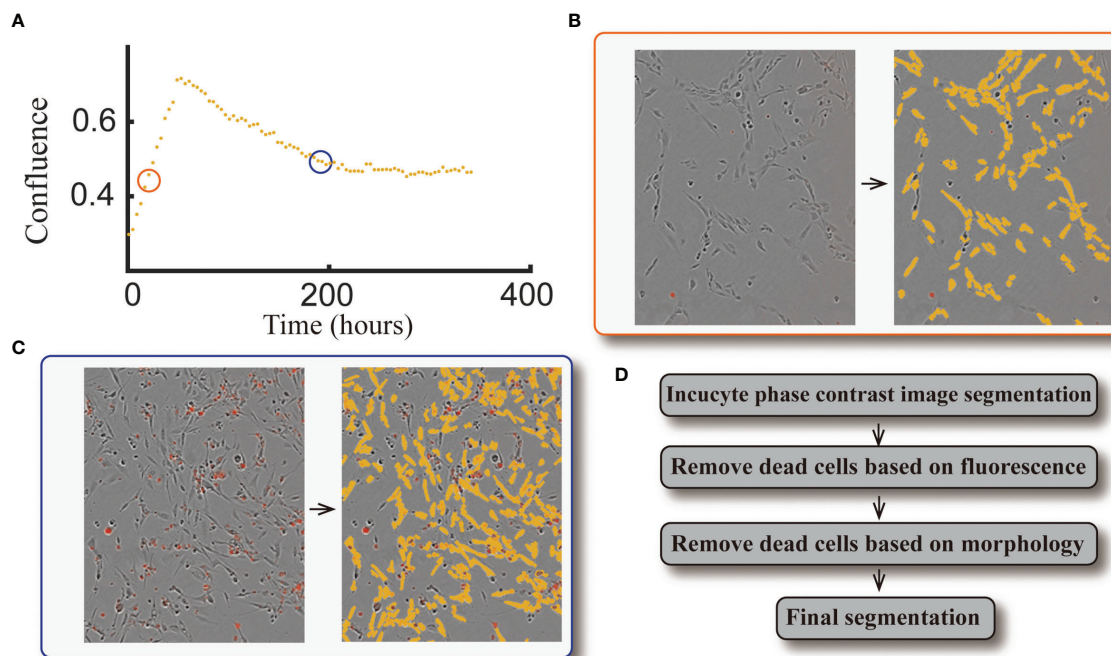 A
Confluence
0.6
0.4
0
200
400
Time (hours)
B
C
D
Incucyte phase contrast image segmentation
Remove dead cells based on fluorescence
Remove dead cells based on morphology
Final segmentation